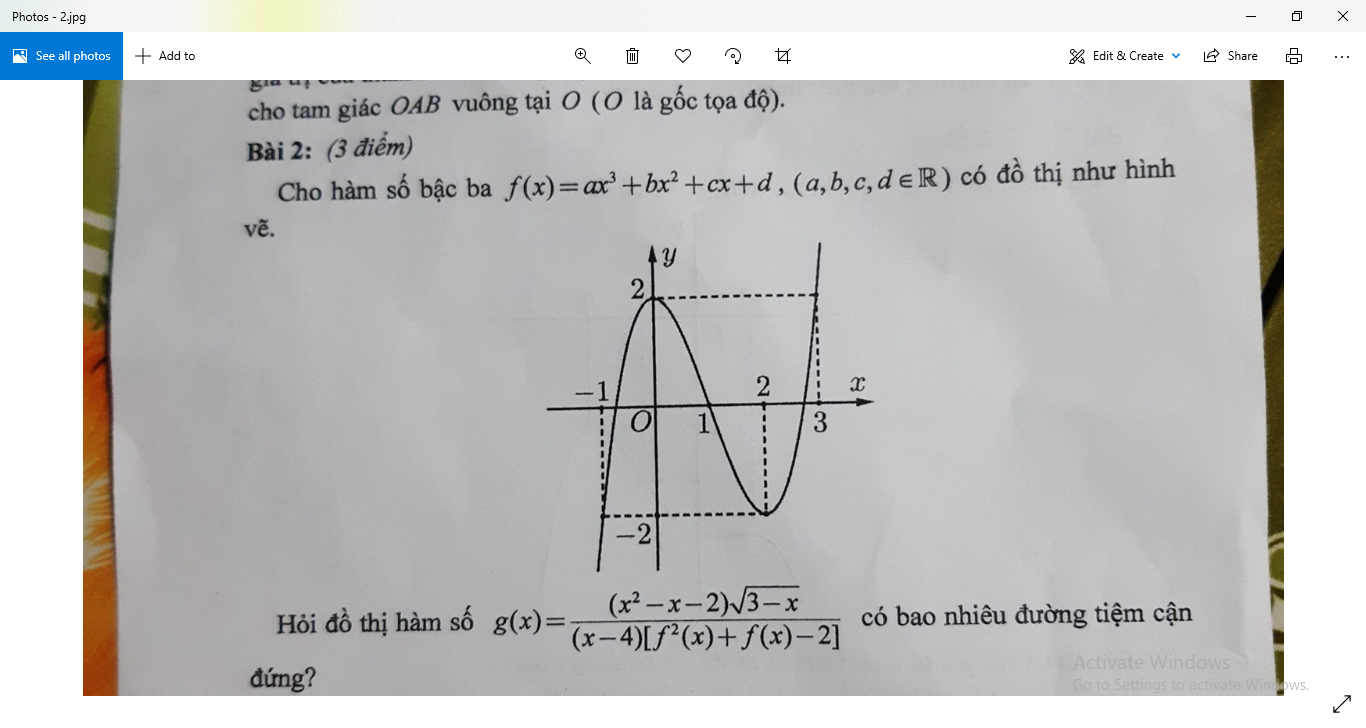 Photos - 2.jpg
See all photos
Add to
Edit & Create
Share
cho tam giác OAB vuông tại O (O là gốc tọa độ).
Bài 2: (3 điểm)
Cho hàm số bậc ba f(x)=ax³+bx²+cx+d, (a,b,c,d∈ℝ) có đồ thị như hình
vẽ.
y
2
-1
2
x
O
1
3
-2
Hỏi đồ thị hàm số g(x)=(x²-x-2)√(3-x) / (x-4)[f²(x)+f(x)-2] có bao nhiêu đường tiệm cận
đứng?
Activate Windows
Go to Settings to activate Windows.